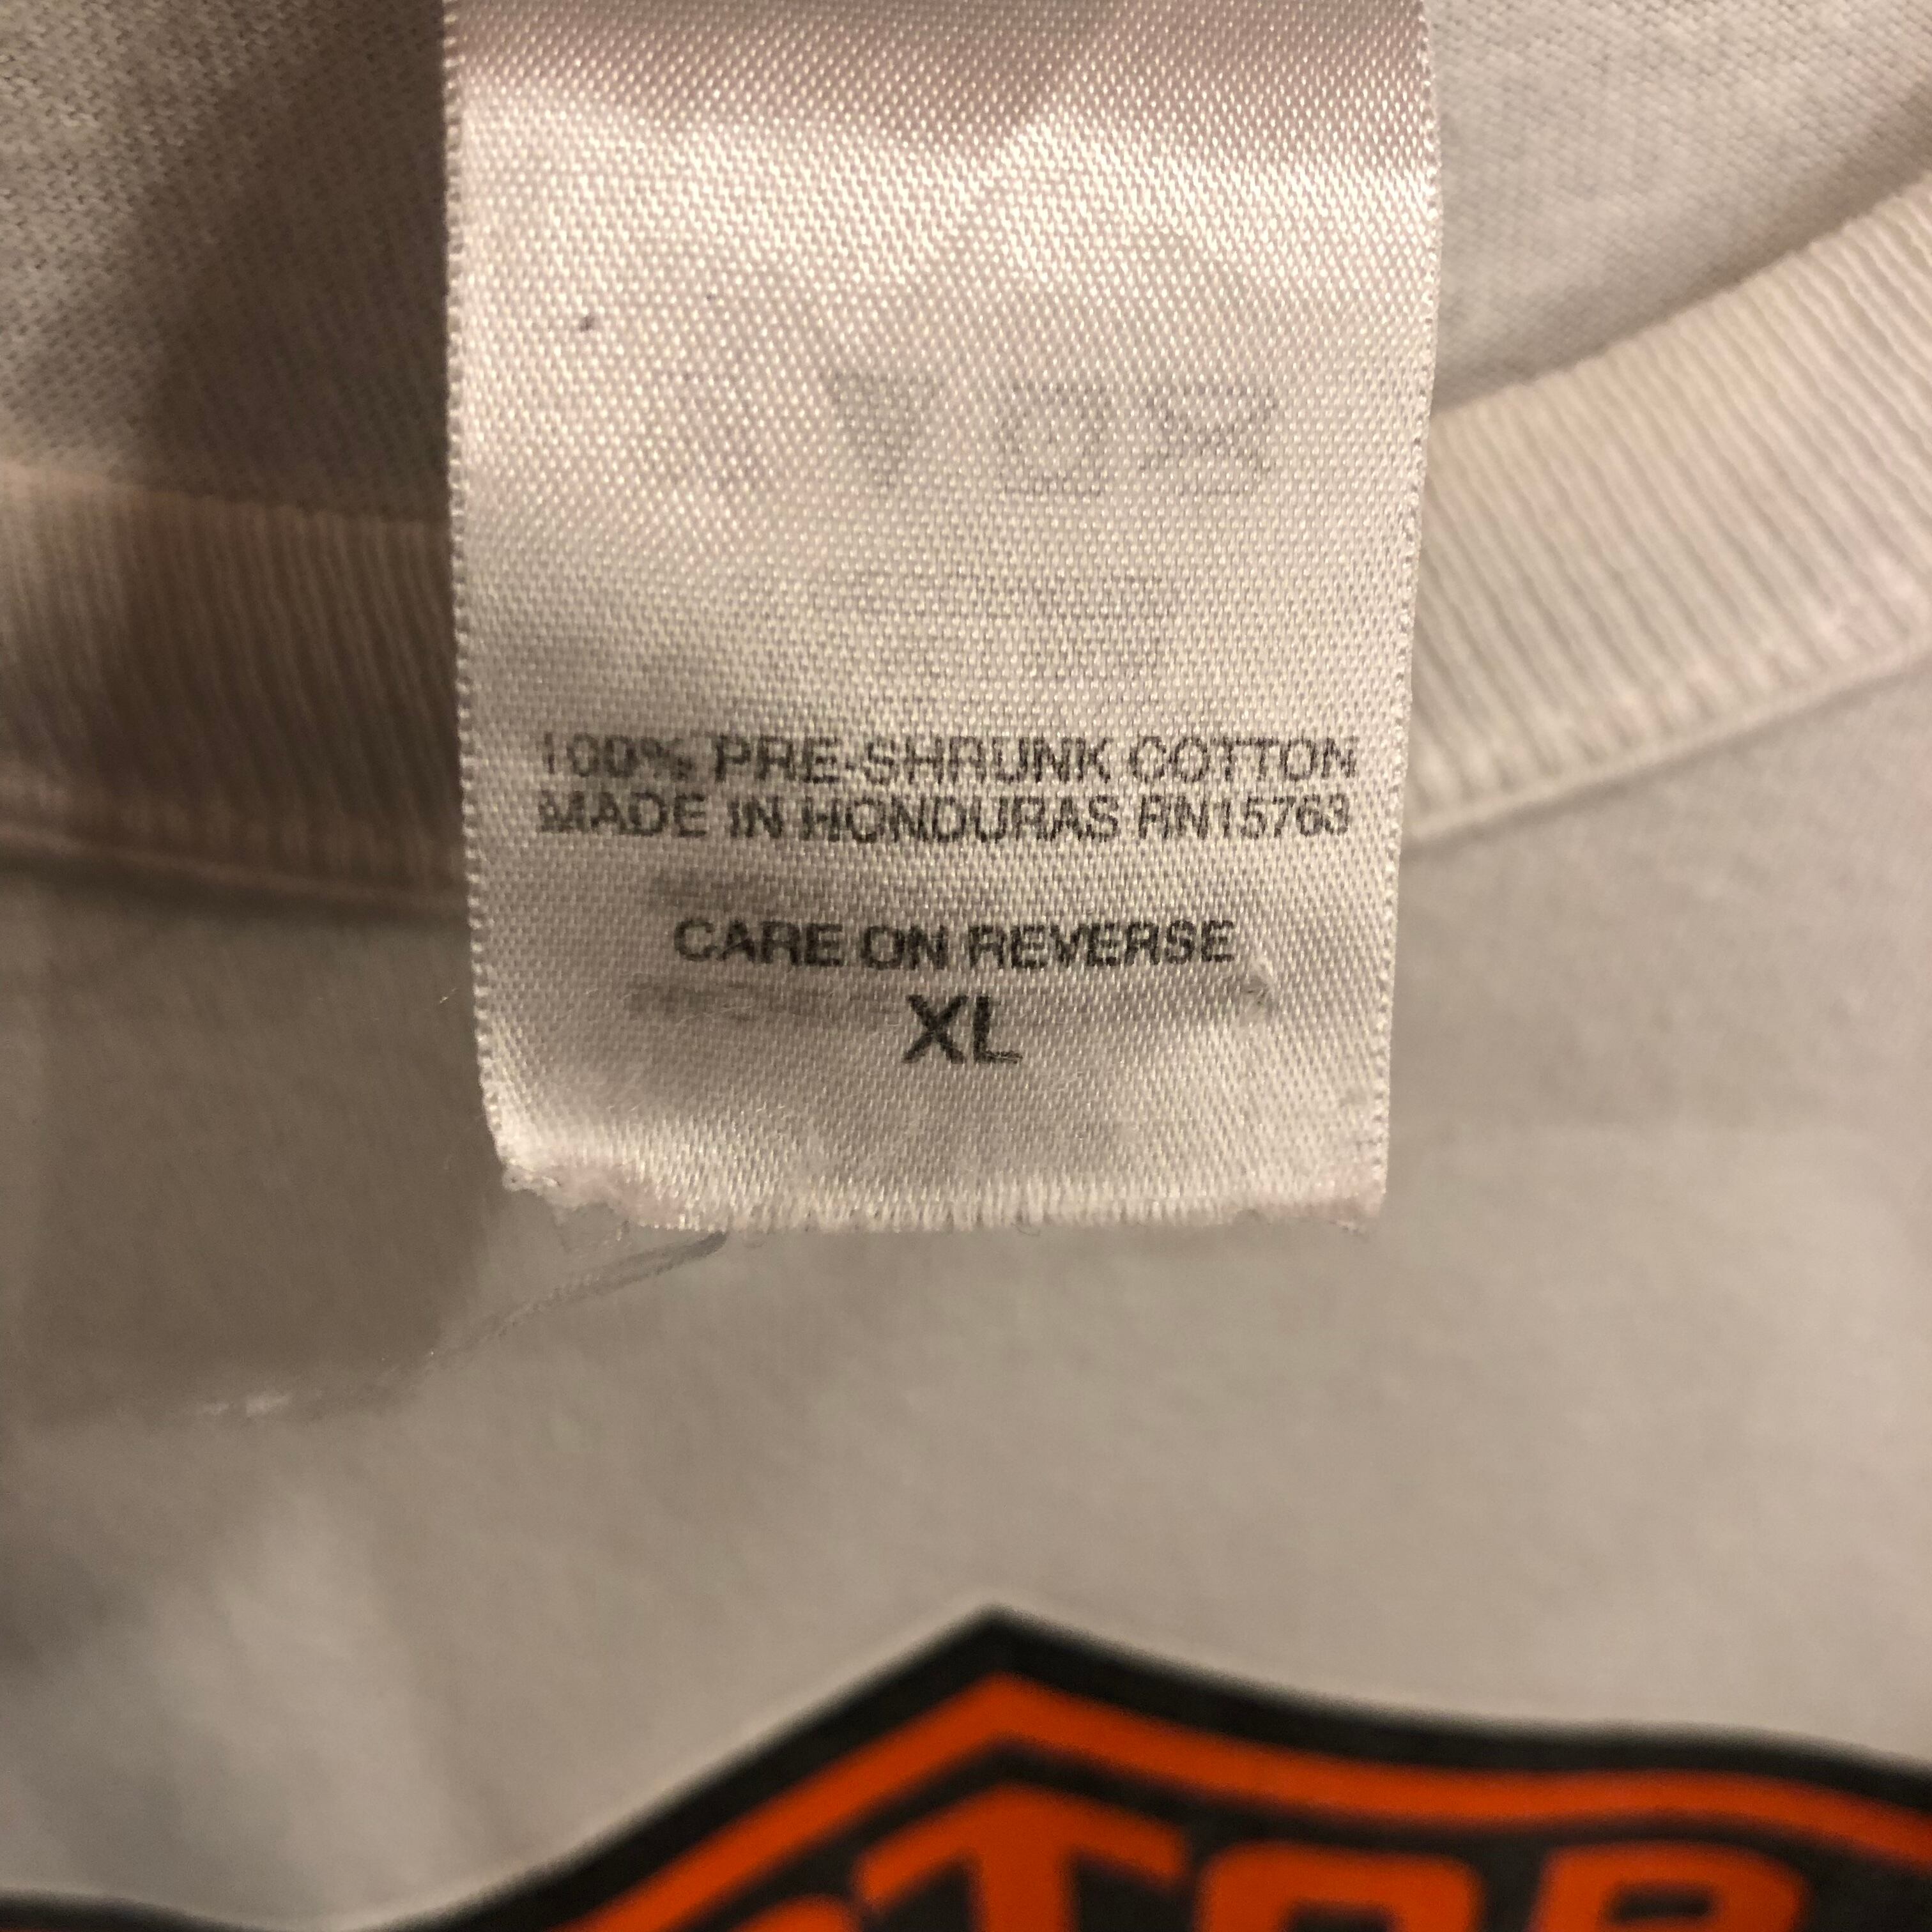 100% PRE-SHRUNK COTTON
MADE IN HONDURAS RN15763
CARE ON REVERSE
XL